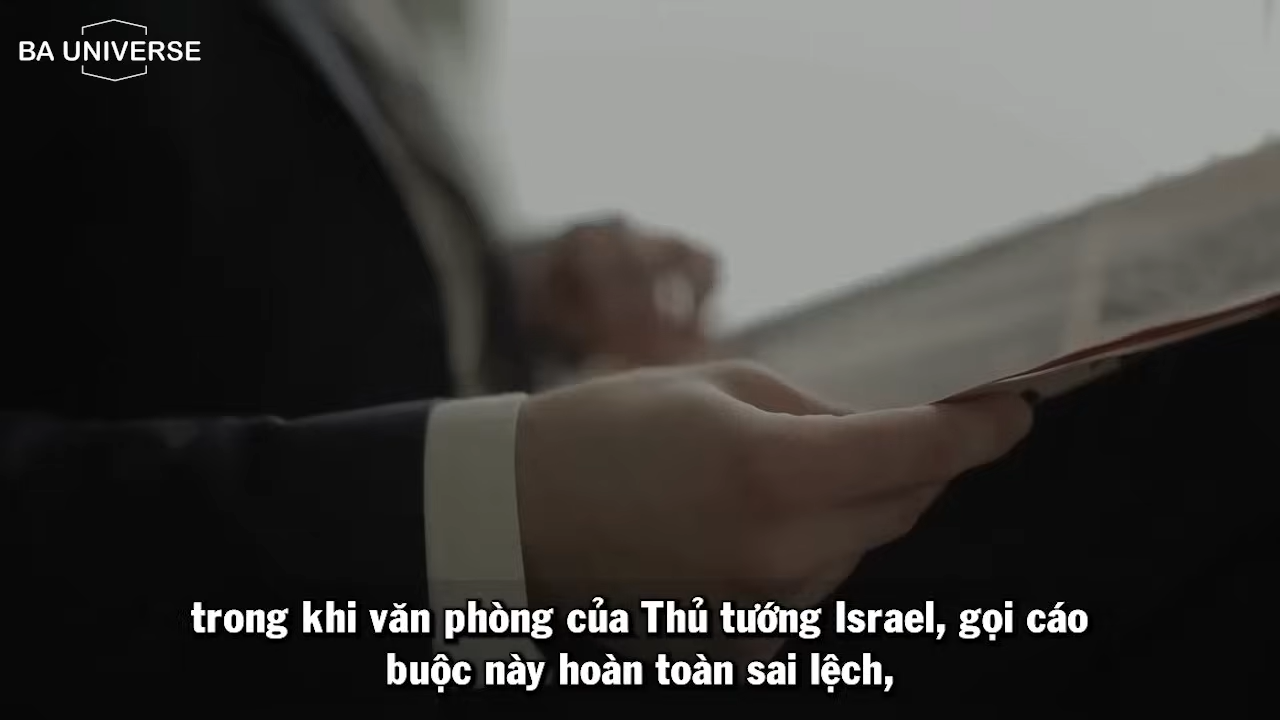 BA UNIVERSE
trong khi văn phòng của Thủ tướng Israel, gọi cáo
buộc này hoàn toàn sai lệch,